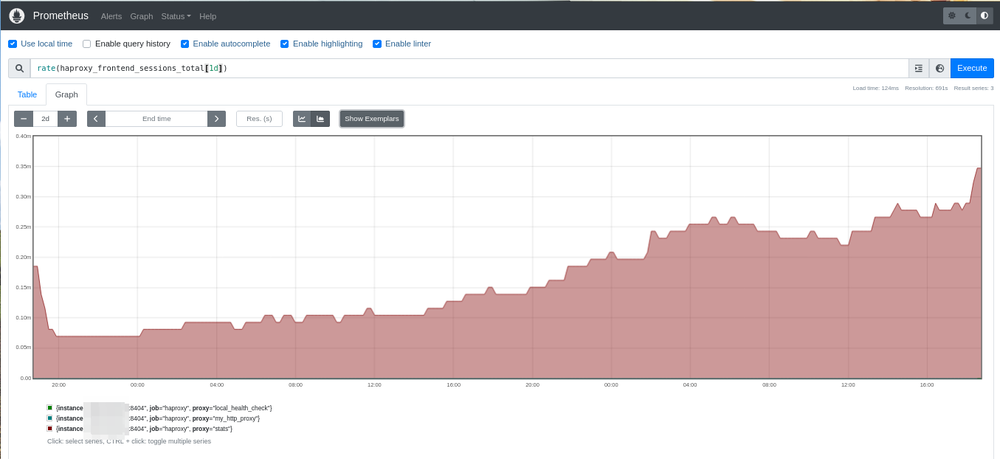 Prometheus Alerts Graph Status Help
Use local time Enable query history Enable autocomplete Enable highlighting Enable linter
rate(haproxy_frontend_sessions_total[1d]) Execute
Load time: 124ms Resolution: 691s Result series: 3
Table Graph
2d End time Res. (s) Show Exemplars
0.40m
0.35m
0.30m
0.25m
0.20m
0.15m
0.10m
0.05m
0.00
20:00 00:00 04:00 08:00 12:00 16:00 20:00 00:00 04:00 08:00 12:00 16:00
{instance :8404", job="haproxy", proxy="local_health_check"}
{instance :8404", job="haproxy", proxy="my_http_proxy"}
{instance :8404", job="haproxy", proxy="stats"}
Click: select series, CTRL + click: toggle multiple series